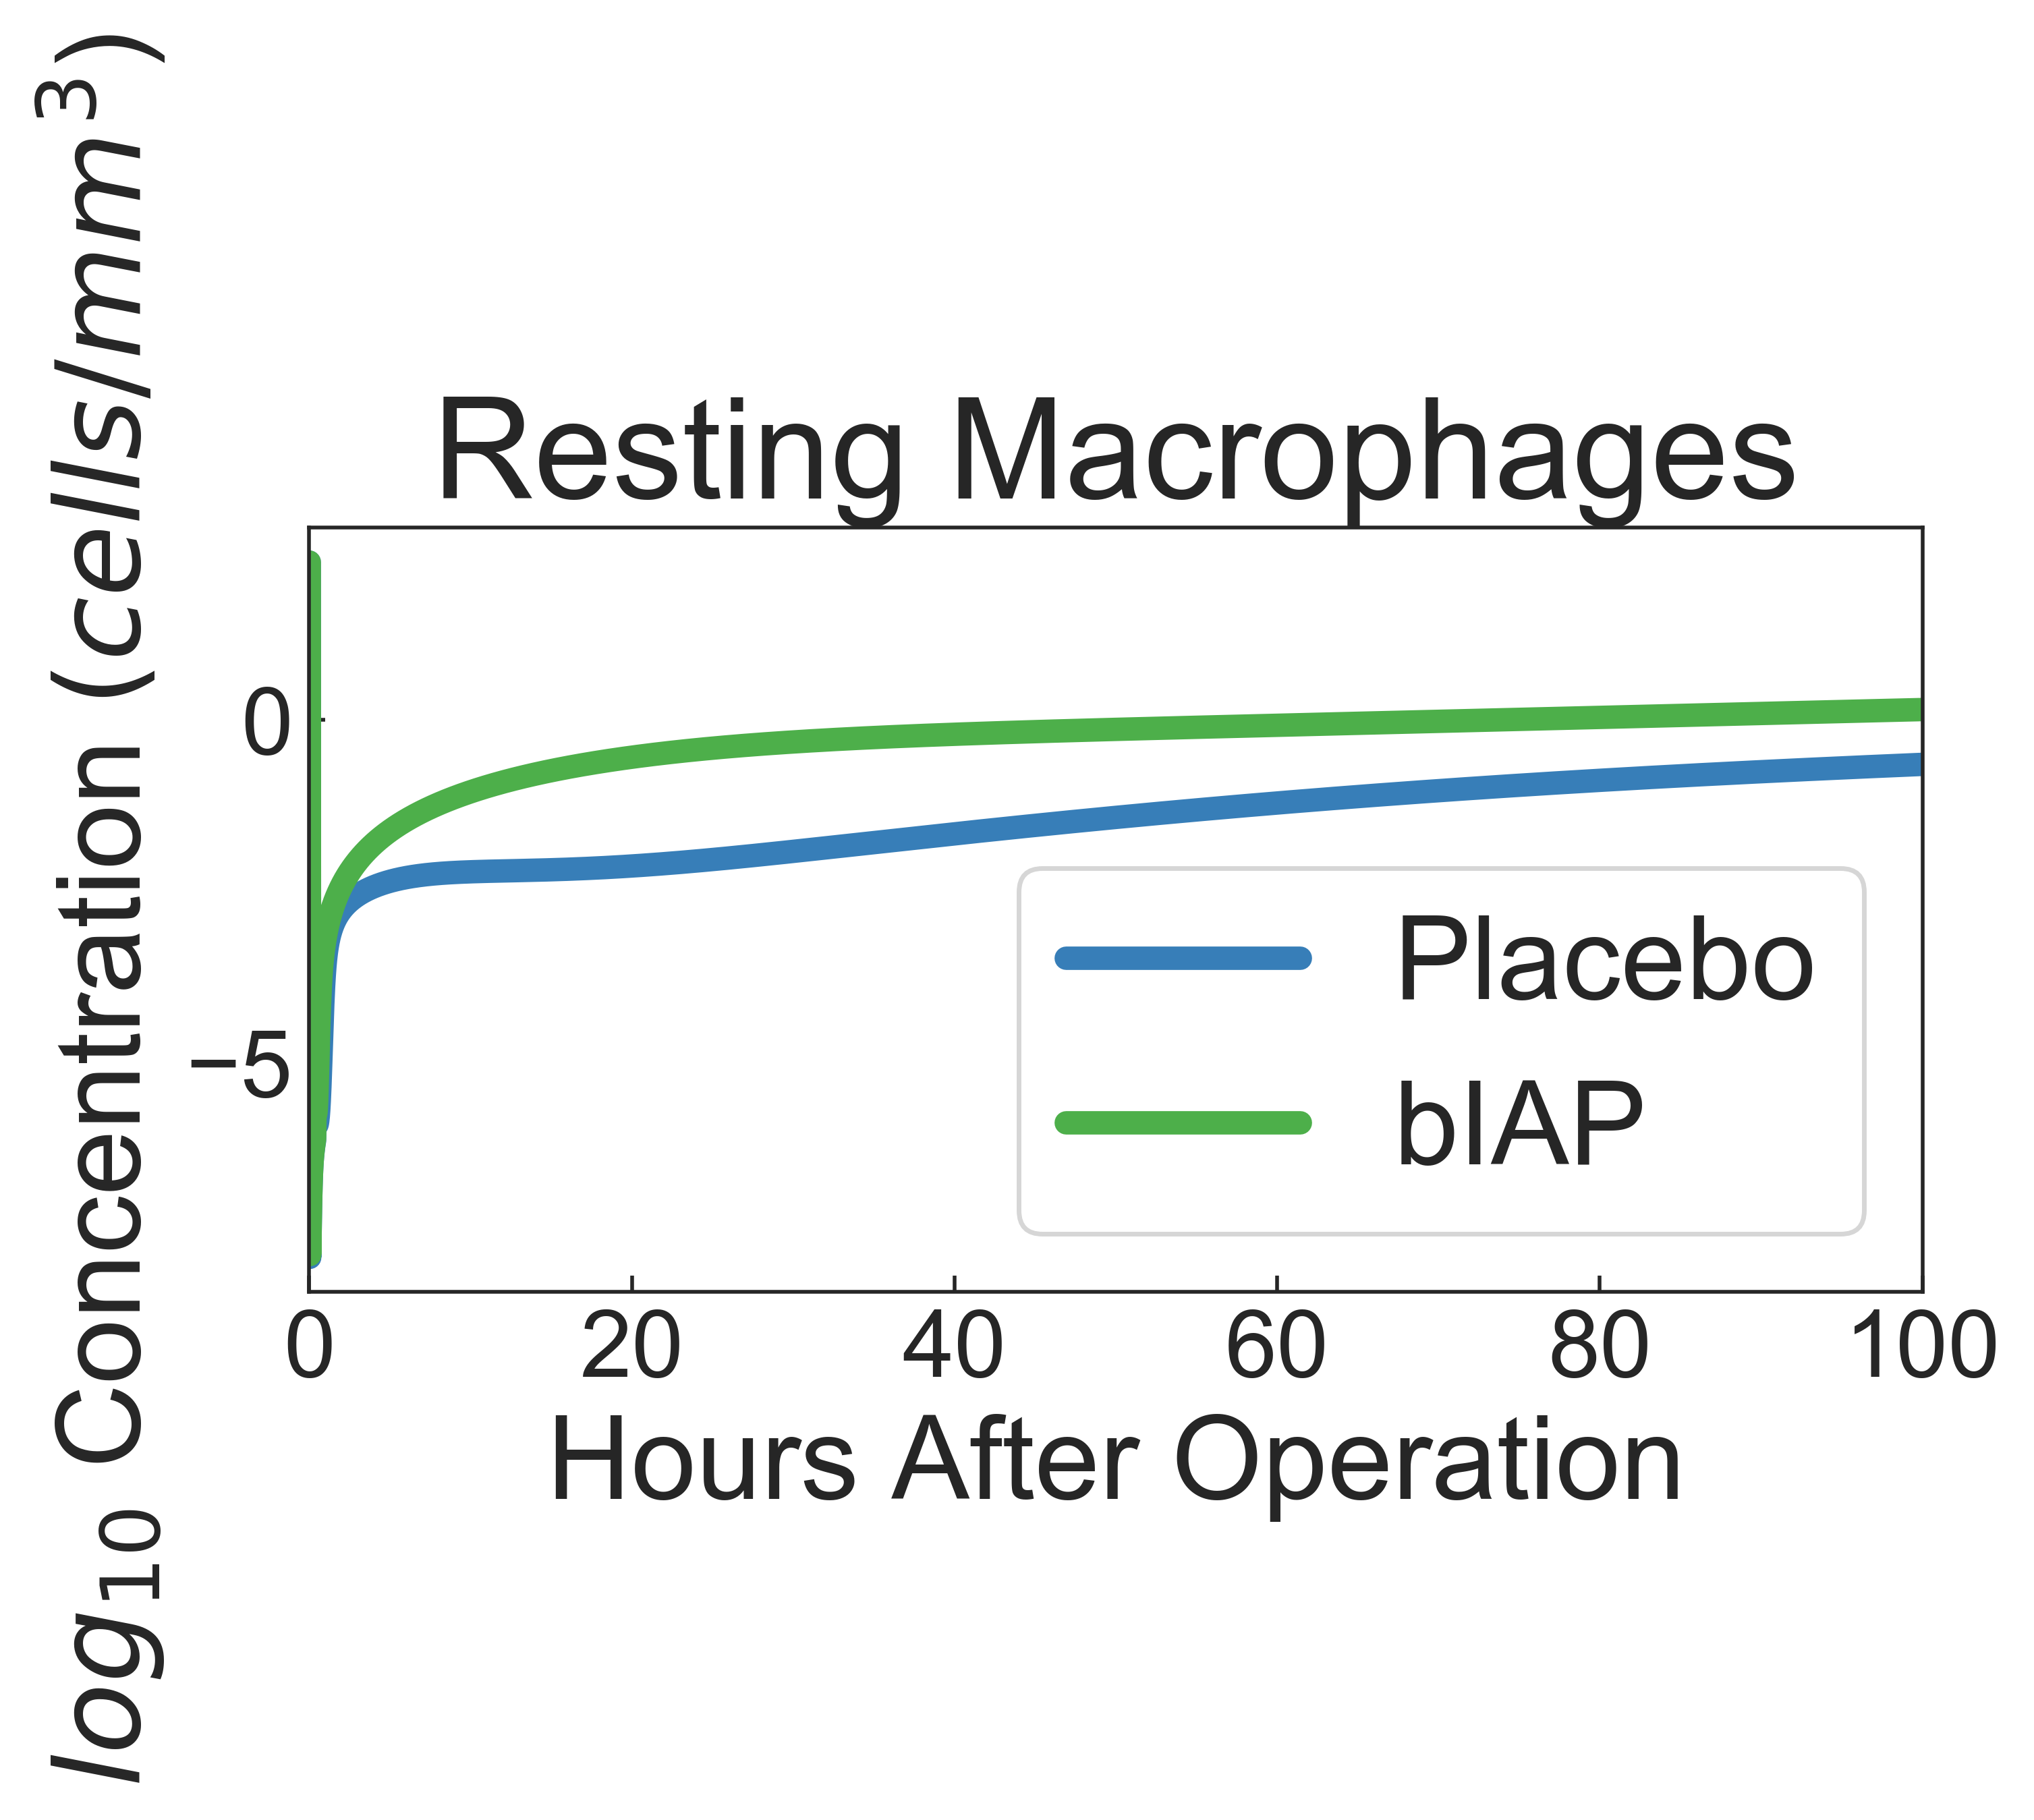 Resting Macrophages
log10 Concentration (cells/mm3)
0
−5
Placebo
bIAP
0 20 40 60 80 100
Hours After Operation